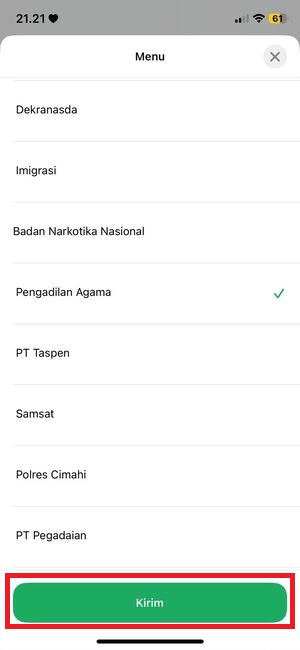 21.21
61
Menu
Dekranasda
Imigrasi
Badan Narkotika Nasional
Pengadilan Agama
PT Taspen
Samsat
Polres Cimahi
PT Pegadaian
Kirim